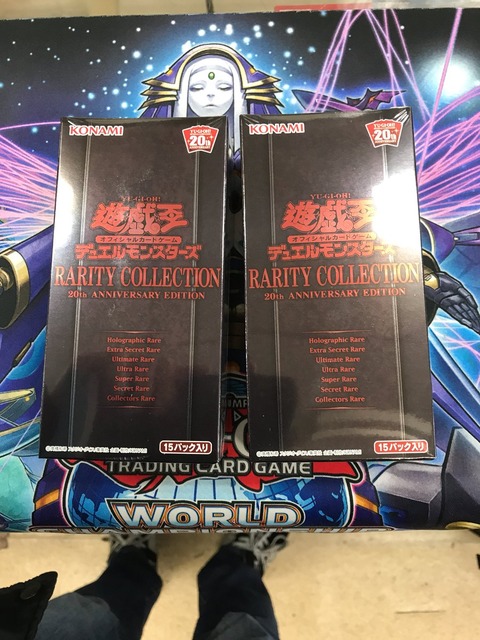 KONAMI
YU-GI-OH!
20th
YU-GI-OH!
遊戯王
オフィシャルカードゲーム
デュエルモンスターズ
RARITY COLLECTION
20th ANNIVERSARY EDITION
Holographic Rare
Extra Secret Rare
Ultimate Rare
Ultra Rare
Super Rare
Secret Rare
Collectors Rare
15パック入り
KONAMI
YU-GI-OH!
20th
YU-GI-OH!
遊戯王
オフィシャルカードゲーム
デュエルモンスターズ
RARITY COLLECTION
20th ANNIVERSARY EDITION
Holographic Rare
Extra Secret Rare
Ultimate Rare
Ultra Rare
Super Rare
Secret Rare
Collectors Rare
15パック入り
TRADING CARD GAME
WORLD